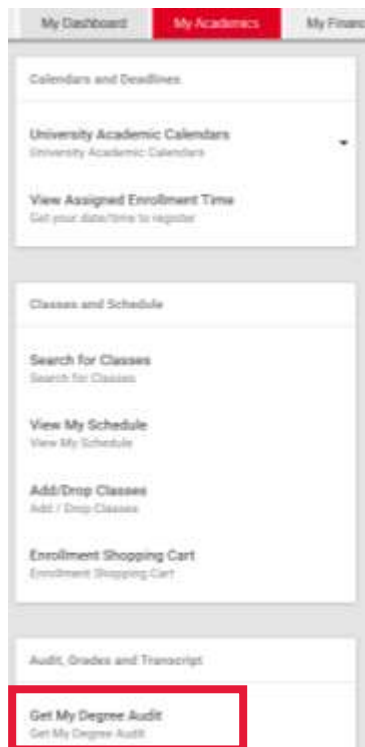 My Dashboard My Academics My Financ
Calendars and Deadlines
University Academic Calendars
University Academic Calendars
View Assigned Enrollment Time
Get your date/time to register
Classes and Schedule
Search for Classes
Search for Classes
View My Schedule
View My Schedule
Add/Drop Classes
Add / Drop Classes
Enrollment Shopping Cart
Enrollment Shopping Cart
Audit, Grades and Transcript
Get My Degree Audit
Get My Degree Audit